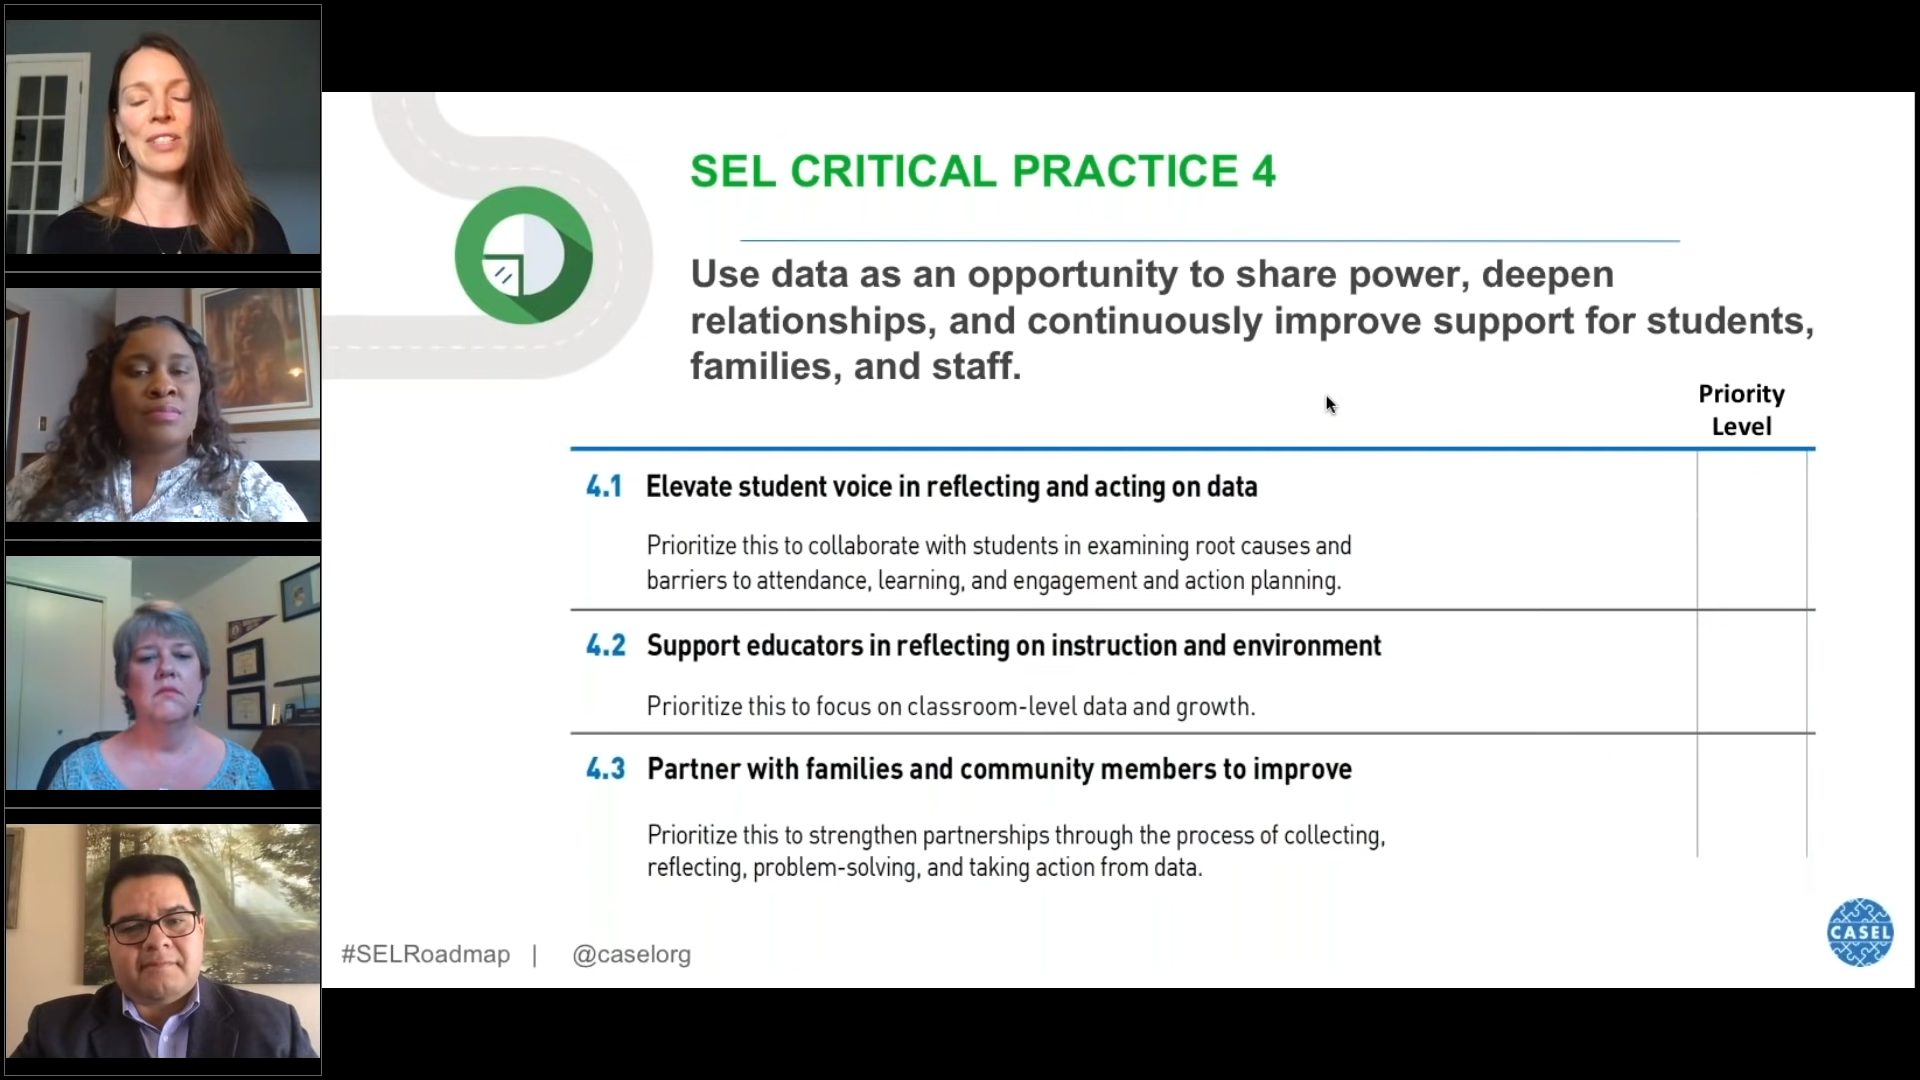 SEL CRITICAL PRACTICE 4
Use data as an opportunity to share power, deepen
relationships, and continuously improve support for students,
families, and staff.
Priority
Level
4.1 Elevate student voice in reflecting and acting on data
Prioritize this to collaborate with students in examining root causes and
barriers to attendance, learning, and engagement and action planning.
4.2 Support educators in reflecting on instruction and environment
Prioritize this to focus on classroom-level data and growth.
4.3 Partner with families and community members to improve
Prioritize this to strengthen partnerships through the process of collecting,
reflecting, problem-solving, and taking action from data.
#SELRoadmap | @caselorg
CASEL